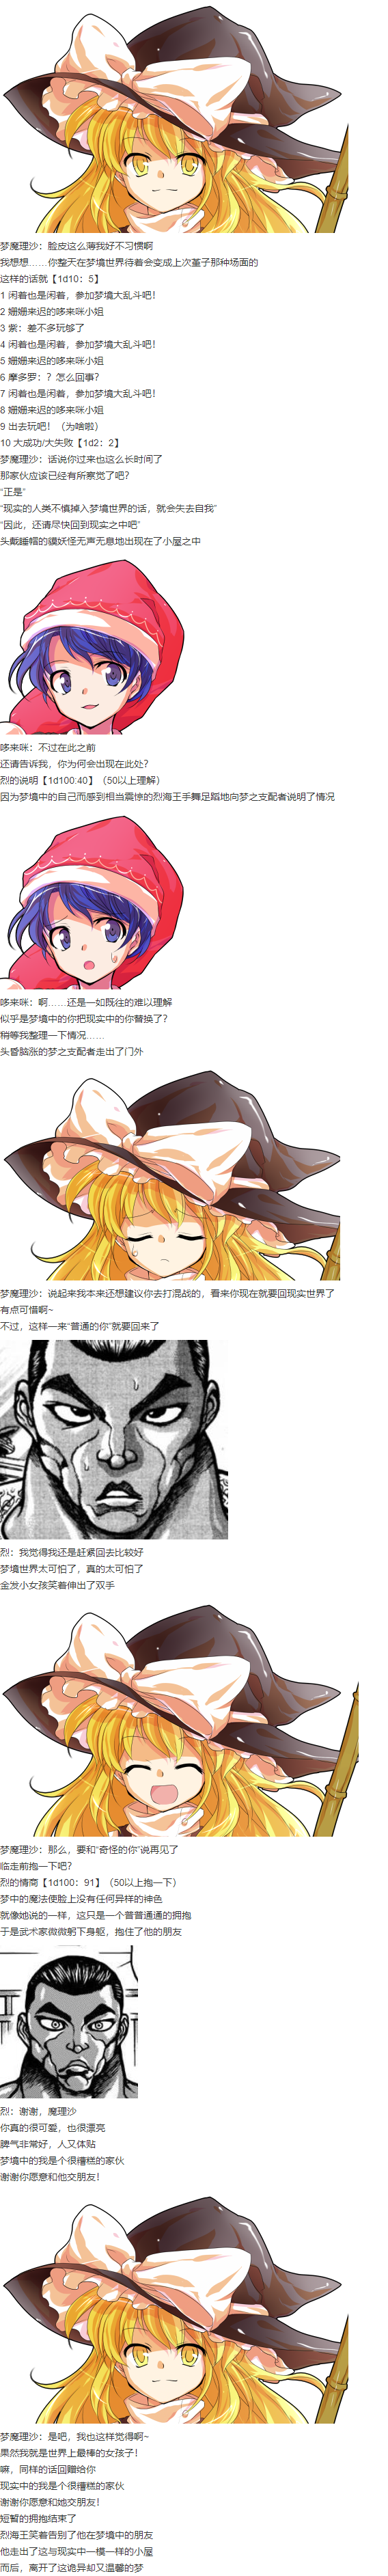 梦魔理沙：脸皮这么薄我好不习惯啊
我想想……你整天在梦境世界待着会变成上次堇子那种场面的
这样的话就【1d10：5】
1 闲着也是闲着，参加梦境大乱斗吧！
2 姗姗来迟的哆来咪小姐
3 紫：差不多玩够了
4 闲着也是闲着，参加梦境大乱斗吧！
5 姗姗来迟的哆来咪小姐
6 摩多罗：？怎么回事？
7 闲着也是闲着，参加梦境大乱斗吧！
8 姗姗来迟的哆来咪小姐
9 出去玩吧！（为啥啦）
10 大成功/大失败【1d2：2】
梦魔理沙：话说你过来也这么长时间了
那家伙应该已经有所察觉了吧？
“正是”
“现实的人类不慎掉入梦境世界的话，就会失去自我”
“因此，还请尽快回到现实之中吧”
头戴睡帽的貘妖怪无声无息地出现在了小屋之中
哆来咪：不过在此之前
还请告诉我，你为何会出现在此处？
烈的说明【1d100:40】（50以上理解）
因为梦境中的自己而感到相当震惊的烈海王手舞足蹈地向梦之支配者说明了情况
哆来咪：啊……还是一如既往的难以理解
似乎是梦境中的你把现实中的你替换了？
稍等我整理一下情况……
头昏脑涨的梦之支配者走出了门外
梦魔理沙：说起来我本来还想建议你去打混战的，看来你现在就要回现实世界了
有点可惜啊~
不过，这样一来“普通的你”就要回来了
烈：我觉得我还是赶紧回去比较好
梦境世界太可怕了，真的太可怕了
金发小女孩笑着伸出了双手
梦魔理沙：那么，要和“奇怪的你”说再见了
临走前抱一下吧？
烈的情商【1d100：91】（50以上抱一下）
梦中的魔法使脸上没有任何异样的神色
就像她说的一样，这只是一个普普通通的拥抱
于是武术家微微躬下身躯，抱住了他的朋友
烈：谢谢，魔理沙
你真的很可爱，也很漂亮
脾气非常好，人又体贴
梦境中的我是个很糟糕的家伙
谢谢你愿意和他交朋友！
梦魔理沙：是吧，我也这样觉得啊~
果然我就是世界上最棒的女孩子！
嘛，同样的话回赠给你
现实中的我是个很糟糕的家伙
谢谢你愿意和她交朋友！
短暂的拥抱结束了
烈海王笑着告别了他在梦境中的朋友
他走出了这与现实中一模一样的小屋
而后，离开了这诡异却又温馨的梦